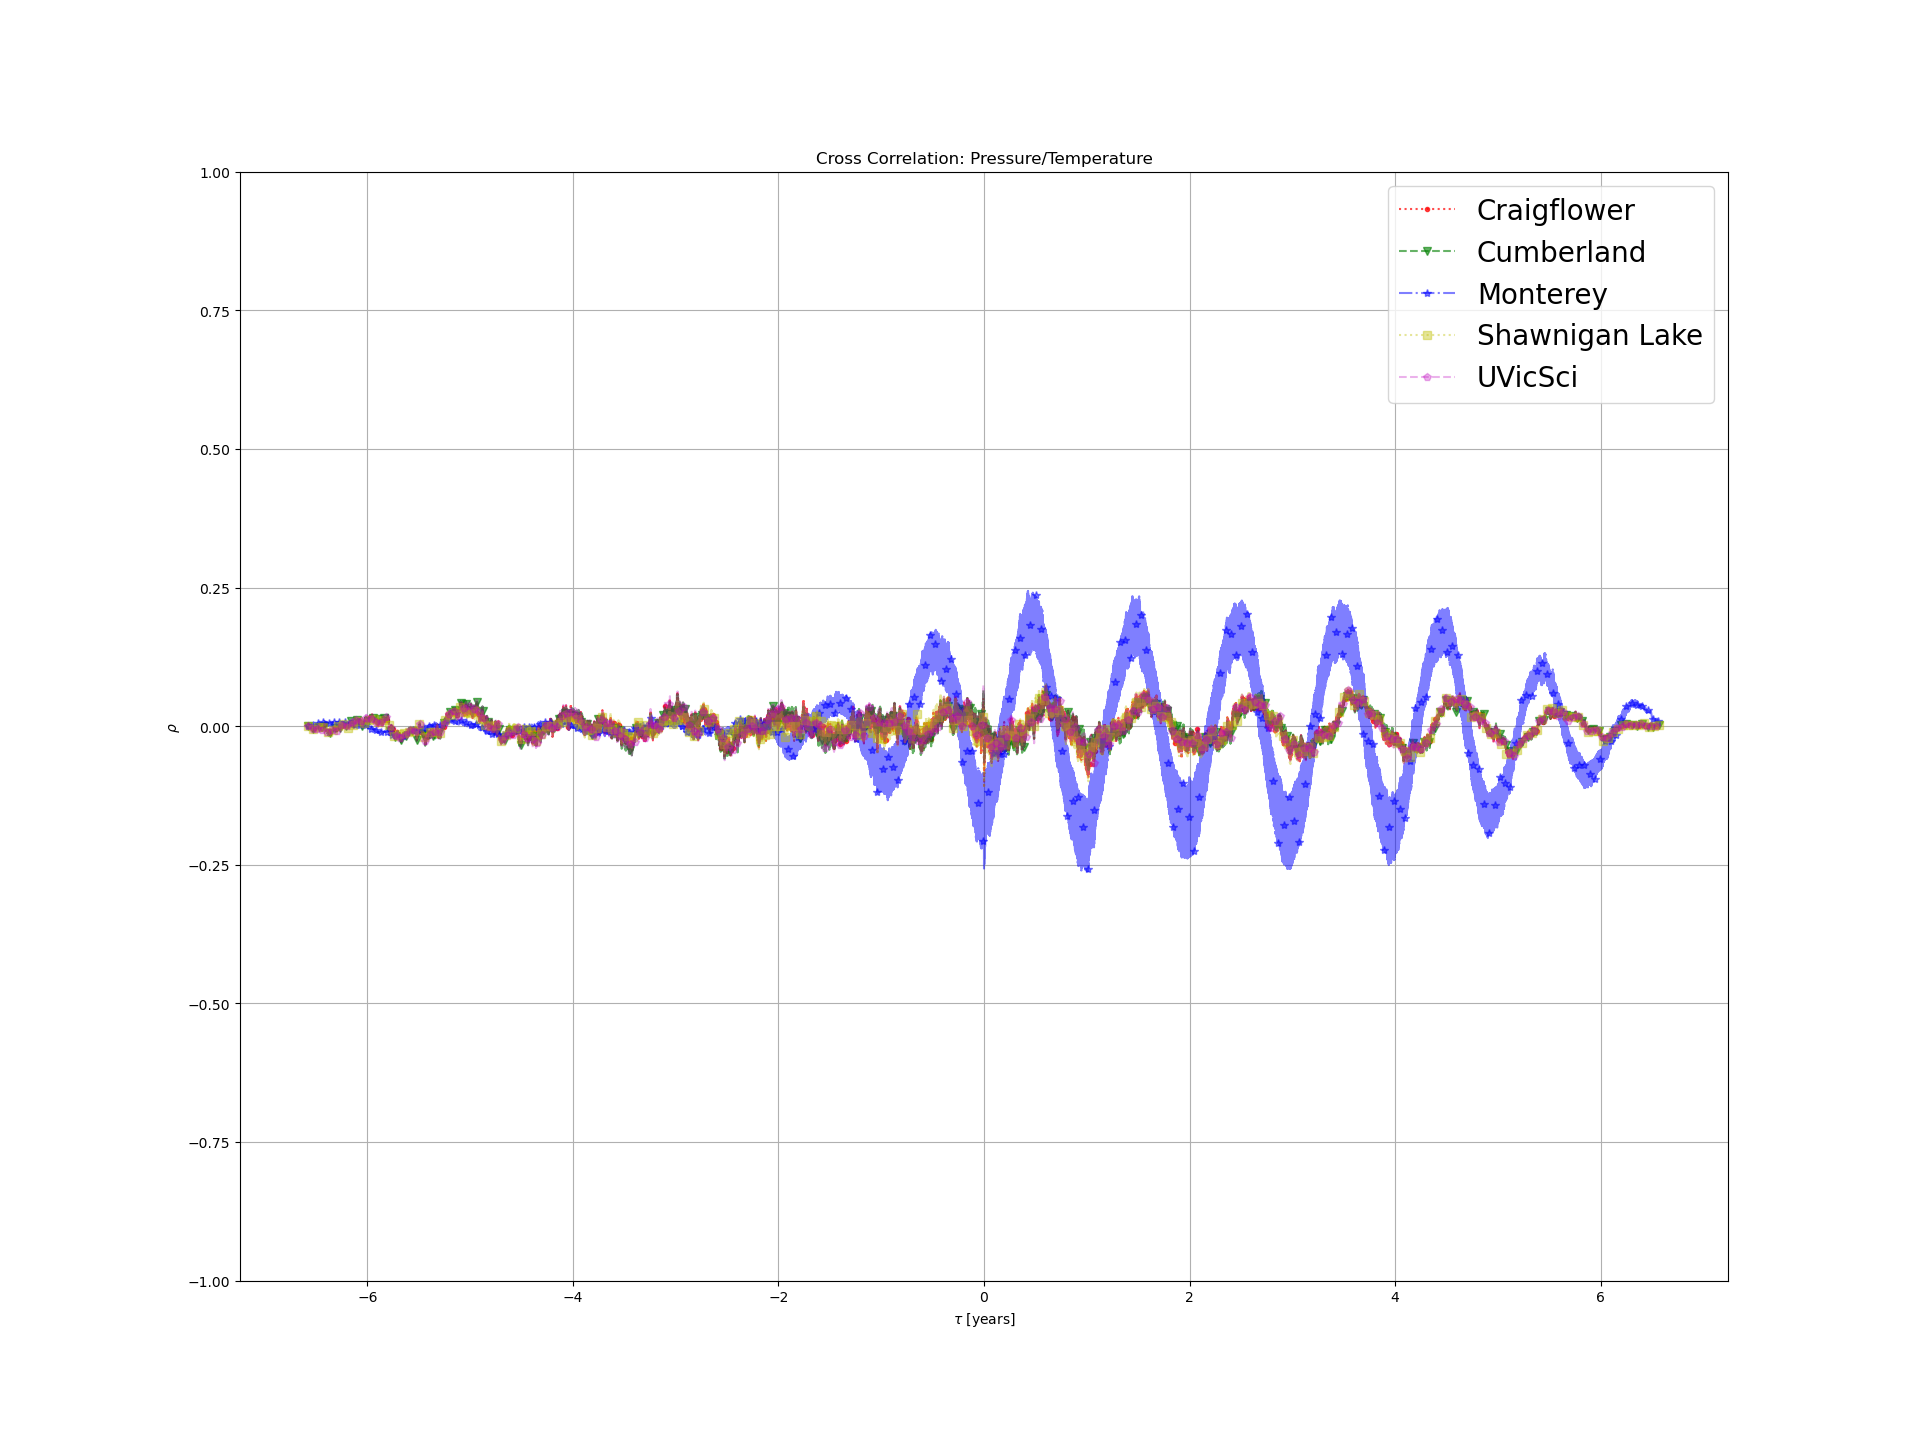 Cross Correlation: Pressure/Temperature
1.00
0.75
0.50
0.25
0.00
−0.25
−0.50
−0.75
−1.00
ρ
Craigflower
Cumberland
Monterey
Shawnigan Lake
UVicSci
−6
−4
−2
0
2
4
6
τ [years]